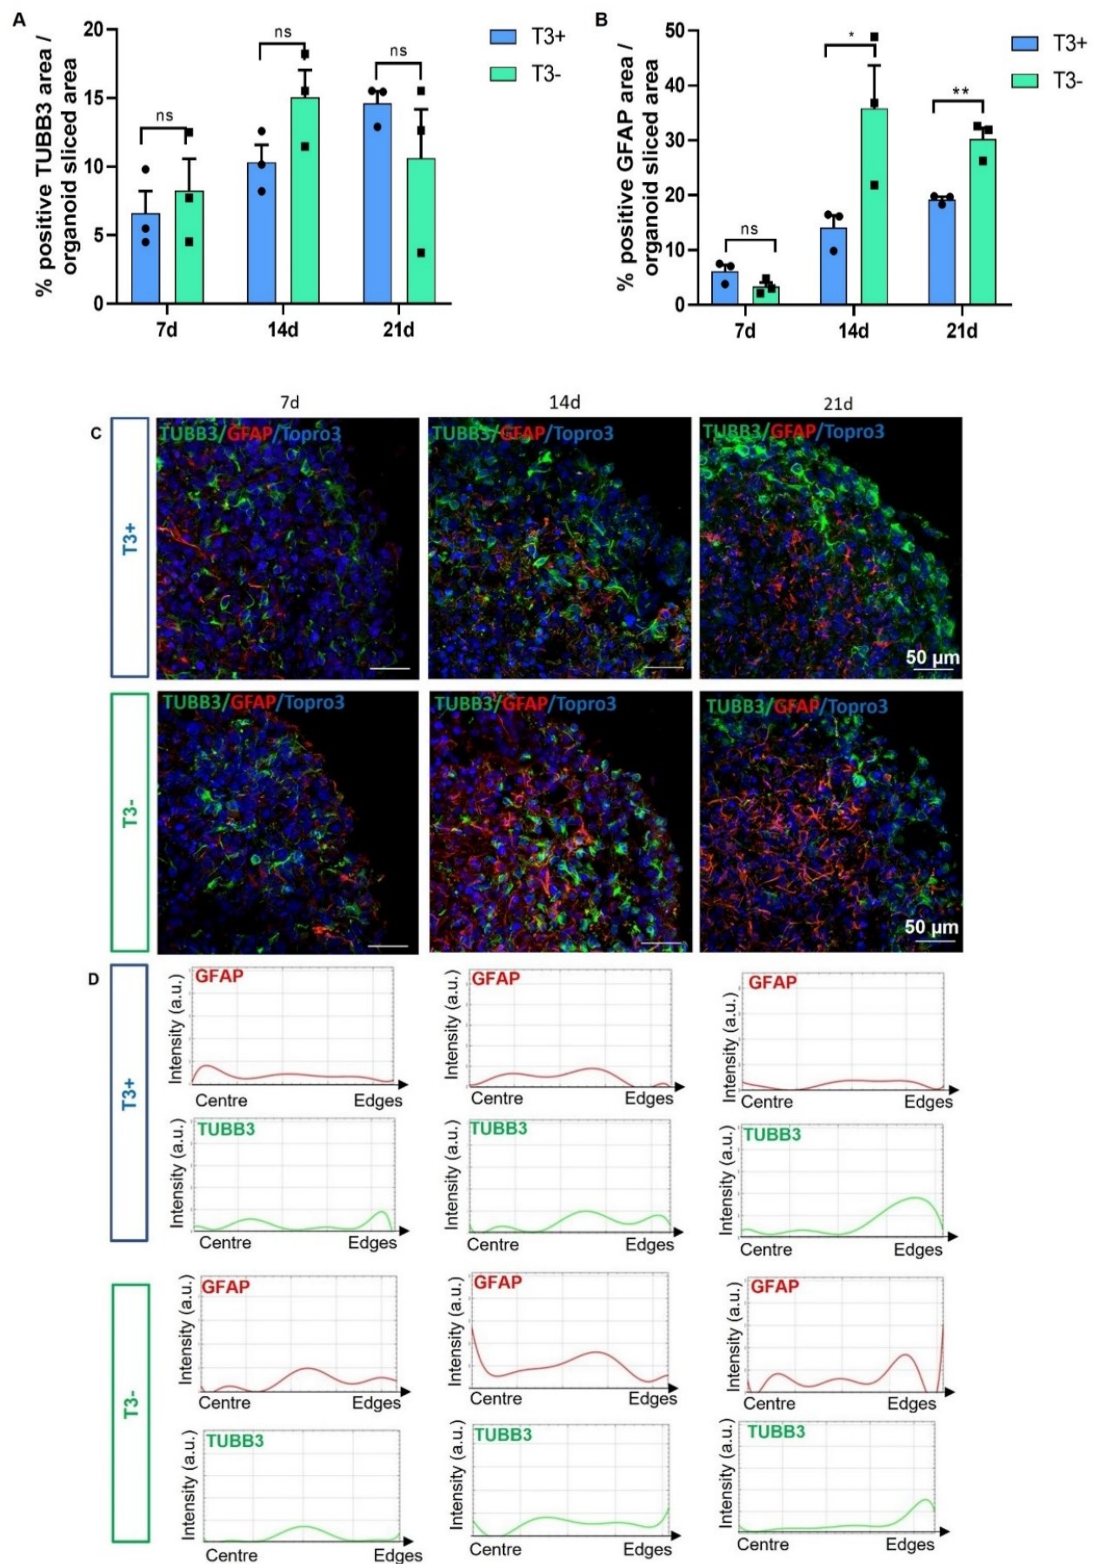 A
% positive TUBB3 area /
organoid sliced area
20
15
10
5
0
ns
ns
ns
7d
14d
21d
T3+
T3-
B
% positive GFAP area /
organoid sliced area
50
40
30
20
10
0
ns
*
**
7d
14d
21d
T3+
T3-
7d
14d
21d
C
T3+
TUBB3/GFAP/Topro3
TUBB3/GFAP/Topro3
TUBB3/GFAP/Topro3
50 µm
T3-
TUBB3/GFAP/Topro3
TUBB3/GFAP/Topro3
TUBB3/GFAP/Topro3
50 µm
D
T3+
GFAP
Intensity (a.u.)
Centre Edges
GFAP
Intensity (a.u.)
Centre Edges
GFAP
Intensity (a.u.)
Centre Edges
TUBB3
Intensity (a.u.)
Centre Edges
TUBB3
Intensity (a.u.)
Centre Edges
TUBB3
Intensity (a.u.)
Centre Edges
T3-
GFAP
Intensity (a.u.)
Centre Edges
GFAP
Intensity (a.u.)
Centre Edges
GFAP
Intensity (a.u.)
Centre Edges
TUBB3
Intensity (a.u.)
Centre Edges
TUBB3
Intensity (a.u.)
Centre Edges
TUBB3
Intensity (a.u.)
Centre Edges